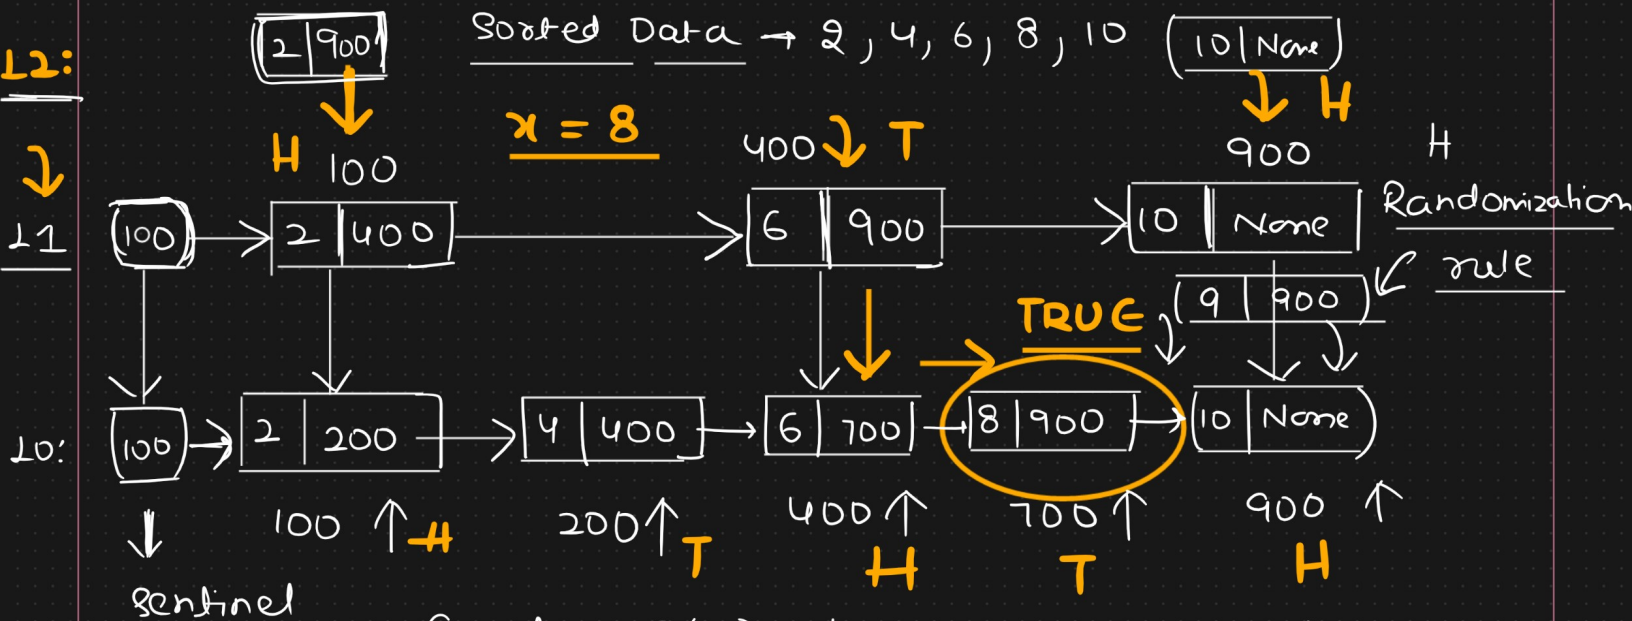 L2: 2 | 900 Sorted Data → 2, 4, 6, 8, 10 (10 | None)
H x = 8 T H
100 400 900 H
L1 100 → 2 | 400 → 6 | 900 → 10 | None Randomization
rule
TRUE (9 | 900)
L0: 100 → 2 | 200 → 4 | 400 → 6 | 700 → 8 | 900 → (10 | None)
100 ↑ H 200 ↑ T 400 ↑ H 700 ↑ T 900 ↑ H
Sentinel